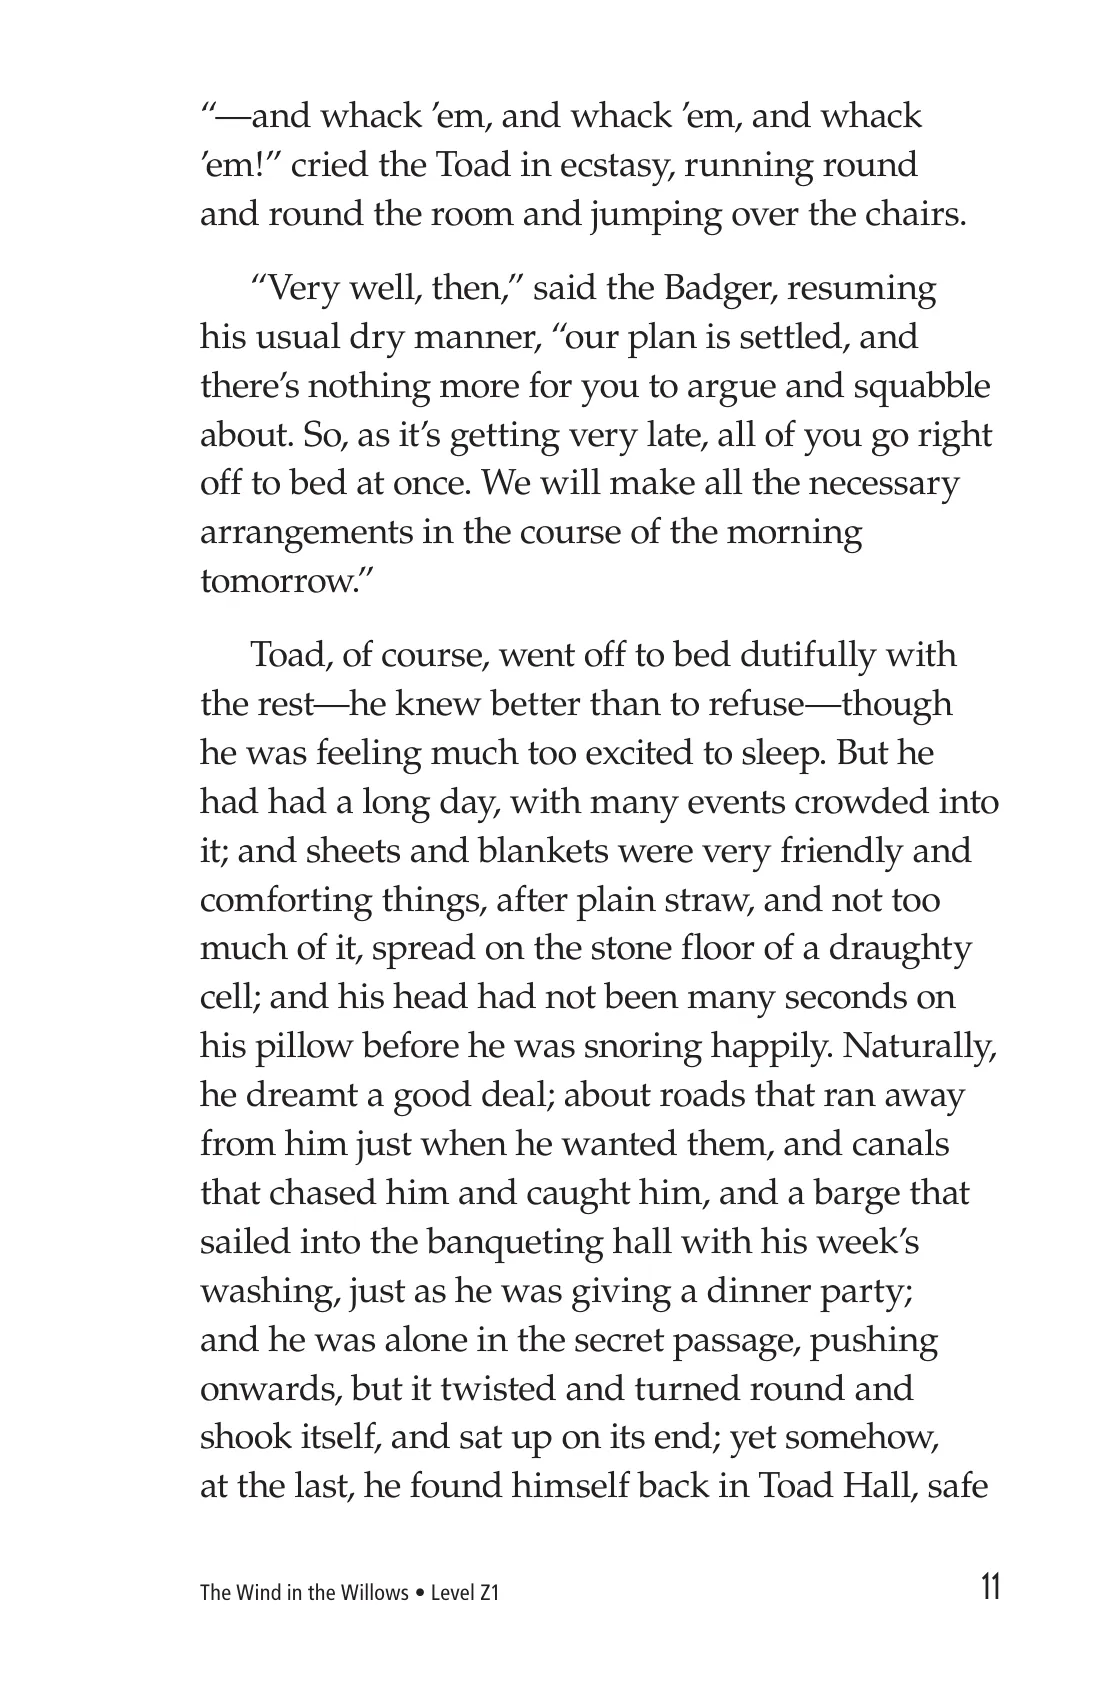 “—and whack ’em, and whack ’em, and whack
’em!” cried the Toad in ecstasy, running round
and round the room and jumping over the chairs.
“Very well, then,” said the Badger, resuming
his usual dry manner, “our plan is settled, and
there’s nothing more for you to argue and squabble
about. So, as it’s getting very late, all of you go right
off to bed at once. We will make all the necessary
arrangements in the course of the morning
tomorrow.”
Toad, of course, went off to bed dutifully with
the rest—he knew better than to refuse—though
he was feeling much too excited to sleep. But he
had had a long day, with many events crowded into
it; and sheets and blankets were very friendly and
comforting things, after plain straw, and not too
much of it, spread on the stone floor of a draughty
cell; and his head had not been many seconds on
his pillow before he was snoring happily. Naturally,
he dreamt a good deal; about roads that ran away
from him just when he wanted them, and canals
that chased him and caught him, and a barge that
sailed into the banqueting hall with his week’s
washing, just as he was giving a dinner party;
and he was alone in the secret passage, pushing
onwards, but it twisted and turned round and
shook itself, and sat up on its end; yet somehow,
at the last, he found himself back in Toad Hall, safe
The Wind in the Willows • Level Z1
11